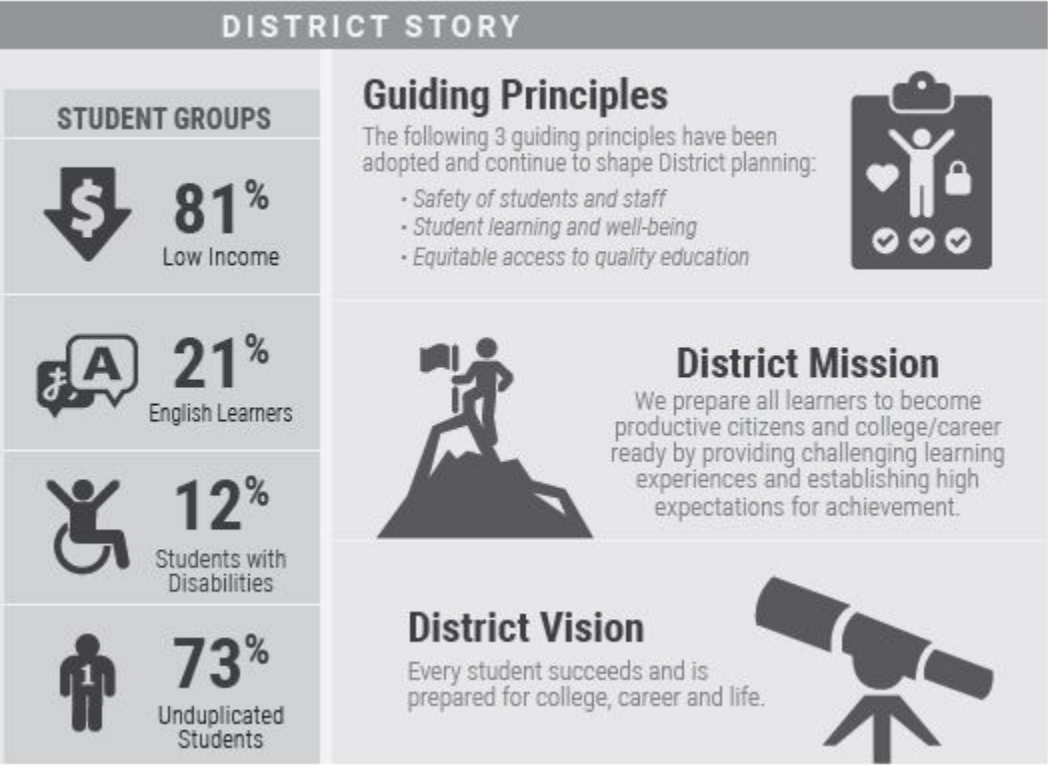 DISTRICT STORY
STUDENT GROUPS
$
81%
Low Income
あ A
21%
English Learners
12%
Students with
Disabilities
1
73%
Unduplicated
Students
Guiding Principles
The following 3 guiding principles have been
adopted and continue to shape District planning:
• Safety of students and staff
• Student learning and well-being
• Equitable access to quality education
District Mission
We prepare all learners to become
productive citizens and college/career
ready by providing challenging learning
experiences and establishing high
expectations for achievement.
District Vision
Every student succeeds and is
prepared for college, career and life.